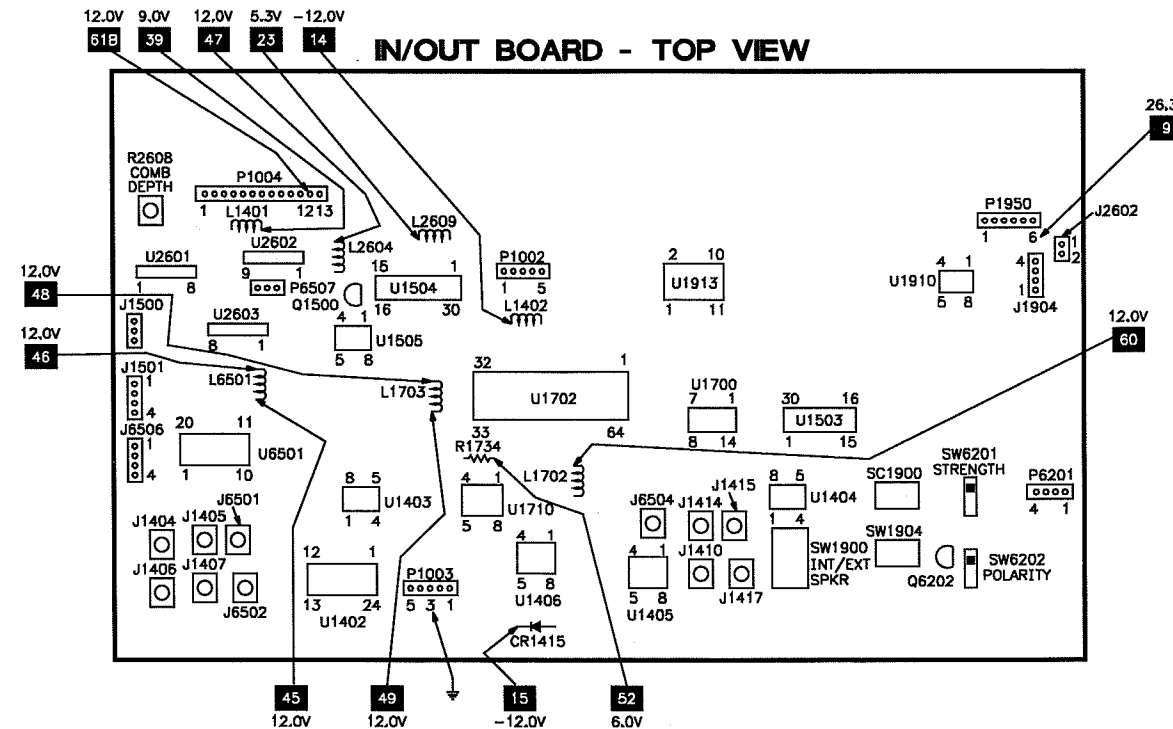 12.0V 9.0V 12.0V 5.3V -12.0V
61B 39 47 23 14
IN/OUT BOARD - TOP VIEW
26.3
9
R2608
COMB
DEPTH
P1004
1 12 13
L1401
L2609
P1950
1 6
J2602
1
2
U2602
9 1
L2604
U2601
1 8
15 1
U1504
16 30
P1002
1 5
2 10
U1913
1 11
4 1
U1910
5 8
4
1
J1904
12.0V
48
P6507
Q1500
L1402
J1500
U2603
8 1
4 1
U1505
5 8
12.0V
60
12.0V
46
J1501
1
4
L6501
L1703
32 1
U1702
33 64
U1700
7 1
8 14
30 16
U1503
1 15
J6506
1
4
20 11
U6501
1 10
R1734
L1702
SW6201
STRENGTH
8 5
U1403
1 4
4 1
U1710
5 8
J6501
J1404
J1405
J6504
J1414
J1415
8 5
U1404
1 4
SC1900
P6201
4 1
J1406
J1407
J6502
12 1
13 24
U1402
P1003
5 3 1
4 1
5 8
U1406
4 1
5 8
U1405
J1410
J1417
SW1900
INT/EXT
SPKR
SW1904
Q6202
SW6202
POLARITY
CR1415
45 49 15 52
12.0V 12.0V -12.0V 6.0V